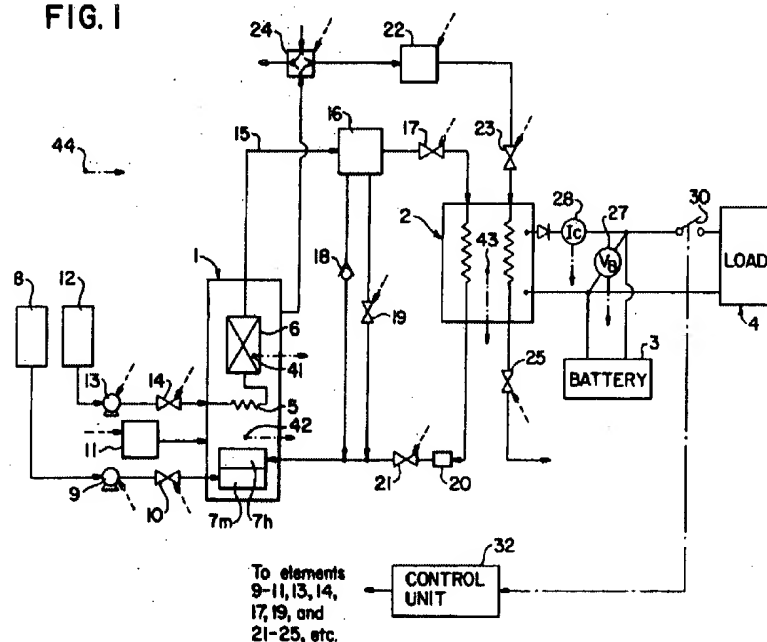 FIG. 1
24
22
44
15
16
17
23
28
30
2
43
27
Ic
VB
LOAD
4
8
12
1
18
6
19
41
25
3
BATTERY
13
14
5
42
11
9
10
7m
7h
21
20
32
To elements
9-11, 13, 14,
17, 19, and
21-25, etc.
CONTROL
UNIT